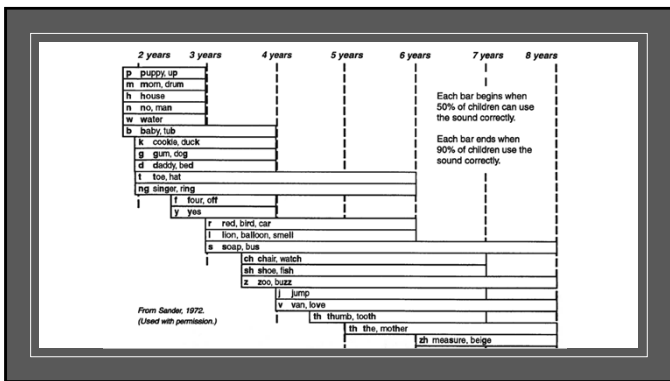 2 years 3 years 4 years 5 years 6 years 7 years 8 years
p puppy, up
m mom, drum
h house
n no, man
w water
b baby, tub
k cookie, duck
g gum, dog
d daddy, bed
t toe, hat
ng singer, ring
f four, off
y yes
r red, bird, car
l lion, balloon, smell
s soap, bus
ch chair, watch
sh shoe, fish
z zoo, buzz
j jump
v van, love
th thumb, tooth
th the, mother
zh measure, beige
Each bar begins when
50% of children can use
the sound correctly.
Each bar ends when
90% of children use the
sound correctly.
From Sander, 1972.
(Used with permission.)